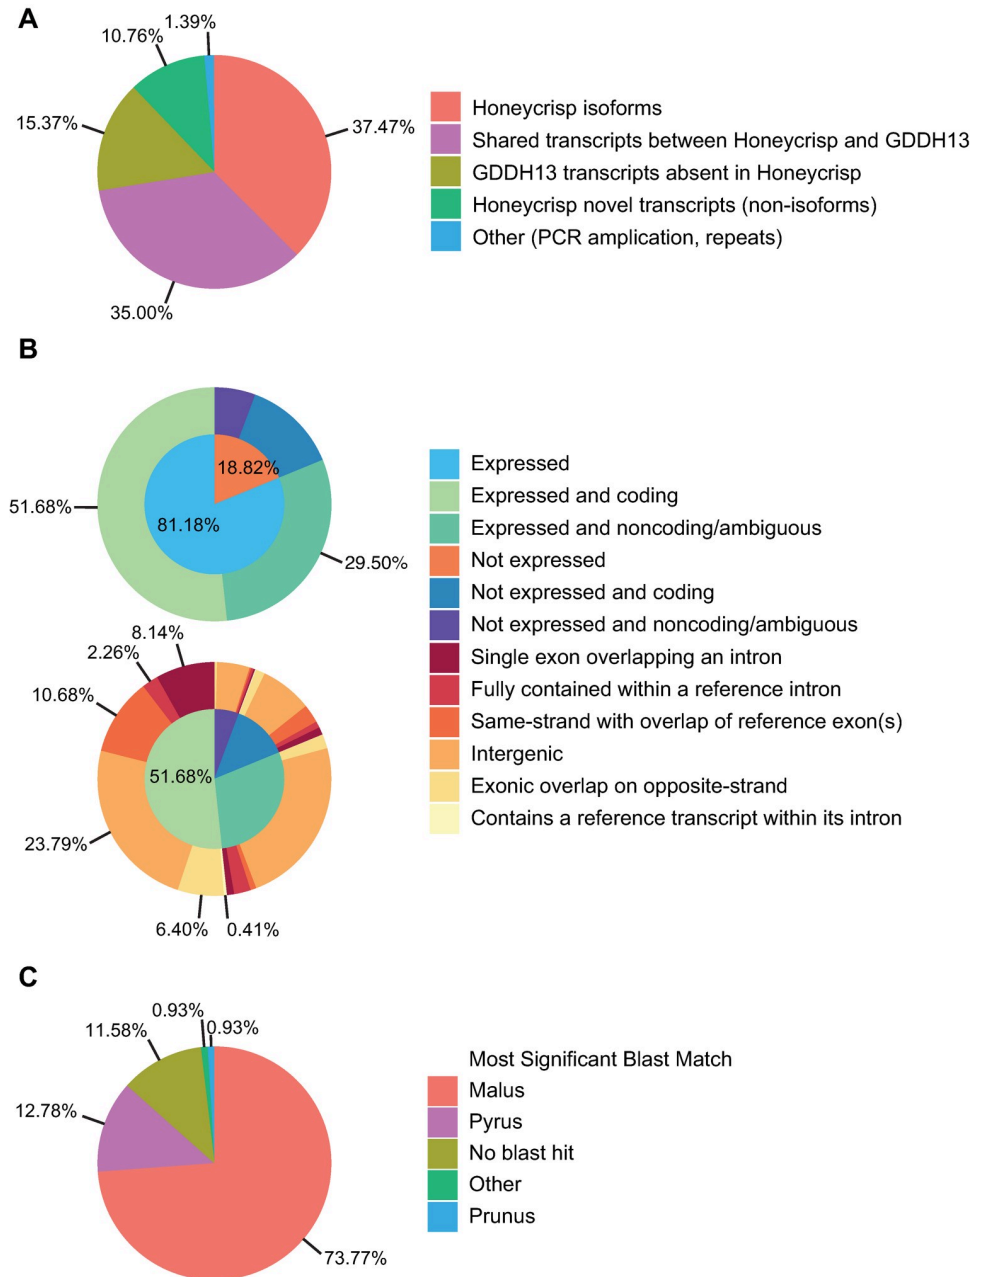 A
1.39%
10.76%
15.37%
37.47%
35.00%
Honeycrisp isoforms
Shared transcripts between Honeycrisp and GDDH13
GDDH13 transcripts absent in Honeycrisp
Honeycrisp novel transcripts (non-isoforms)
Other (PCR amplication, repeats)
B
18.82%
51.68%
81.18%
29.50%
8.14%
2.26%
10.68%
51.68%
23.79%
6.40%
0.41%
Expressed
Expressed and coding
Expressed and noncoding/ambiguous
Not expressed
Not expressed and coding
Not expressed and noncoding/ambiguous
Single exon overlapping an intron
Fully contained within a reference intron
Same-strand with overlap of reference exon(s)
Intergenic
Exonic overlap on opposite-strand
Contains a reference transcript within its intron
C
0.93%
0.93%
11.58%
12.78%
73.77%
Most Significant Blast Match
Malus
Pyrus
No blast hit
Other
Prunus